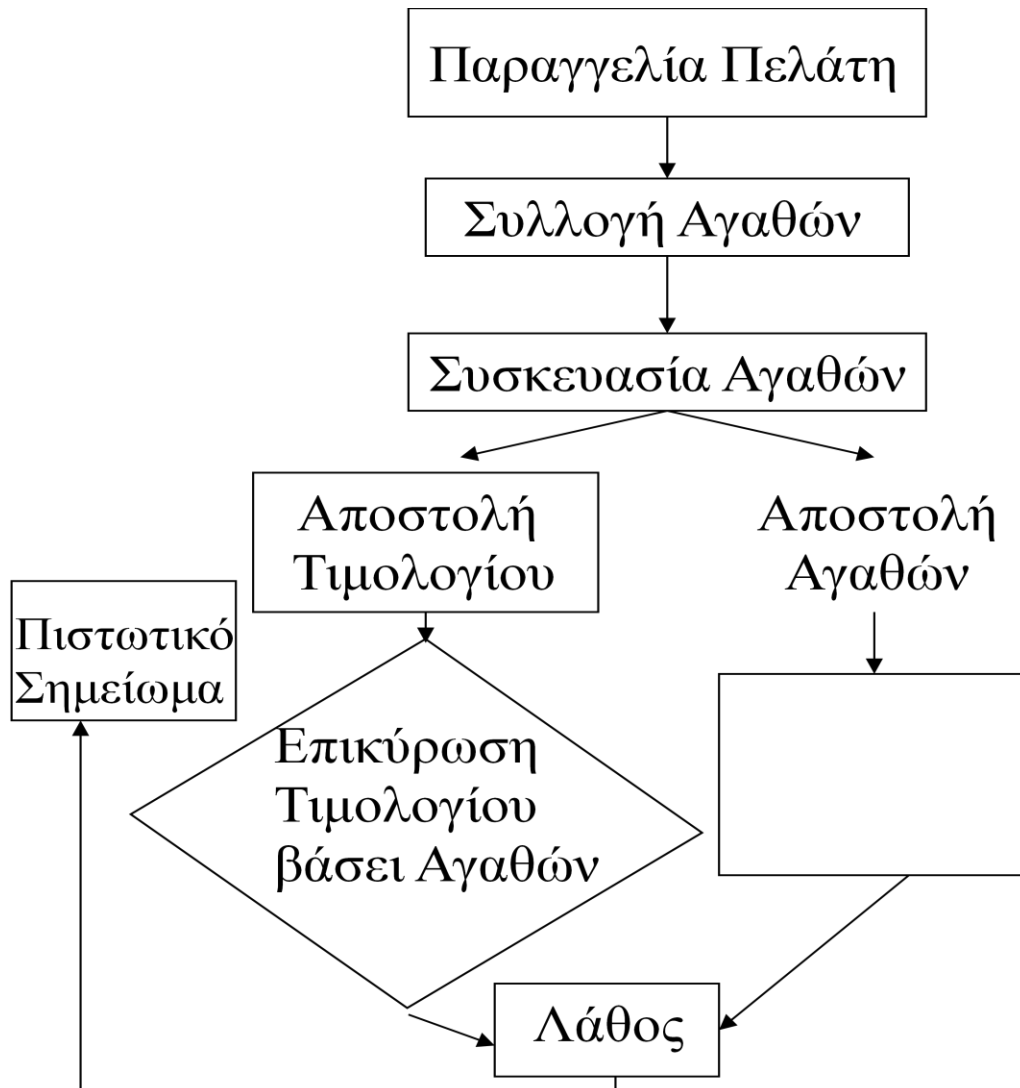 Παραγγελία Πελάτη
Συλλογή Αγαθών
Συσκευασία Αγαθών
Αποστολή
Τιμολογίου
Αποστολή
Αγαθών
Πιστωτικό
Σημείωμα
Επικύρωση
Τιμολογίου
βάσει Αγαθών
Λάθος